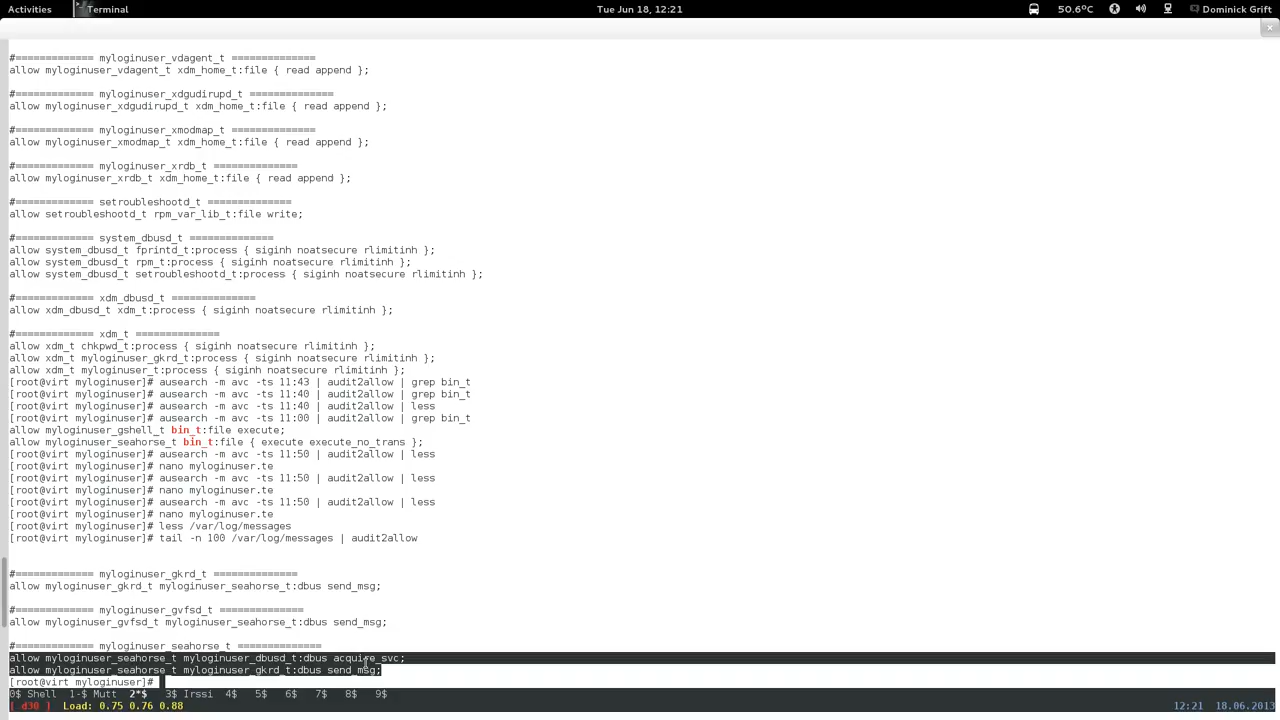 Activities Terminal Tue Jun 18, 12:21 50.6°C Dominick Grift
#============= myloginuser_vdagent_t ==============
allow myloginuser_vdagent_t xdm_home_t:file { read append };
#============= myloginuser_xdgudirupd_t ==============
allow myloginuser_xdgudirupd_t xdm_home_t:file { read append };
#============= myloginuser_xmodmap_t ==============
allow myloginuser_xmodmap_t xdm_home_t:file { read append };
#============= myloginuser_xrdb_t ==============
allow myloginuser_xrdb_t xdm_home_t:file { read append };
#============= setroubleshootd_t ==============
allow setroubleshootd_t rpm_var_lib_t:file write;
#============= system_dbusd_t ==============
allow system_dbusd_t fprintd_t:process { siginh noatsecure rlimitinh };
allow system_dbusd_t rpm_t:process { siginh noatsecure rlimitinh };
allow system_dbusd_t setroubleshootd_t:process { siginh noatsecure rlimitinh };
#============= xdm_dbusd_t ==============
allow xdm_dbusd_t xdm_t:process { siginh noatsecure rlimitinh };
#============= xdm_t ==============
allow xdm_t chkpwd_t:process { siginh noatsecure rlimitinh };
allow xdm_t myloginuser_gkrd_t:process { siginh noatsecure rlimitinh };
allow xdm_t myloginuser_t:process { siginh noatsecure rlimitinh };
[root@virt myloginuser]# ausearch -m avc -ts 11:43 | audit2allow | grep bin_t
[root@virt myloginuser]# ausearch -m avc -ts 11:40 | audit2allow | grep bin_t
[root@virt myloginuser]# ausearch -m avc -ts 11:40 | audit2allow | less
[root@virt myloginuser]# ausearch -m avc -ts 11:00 | audit2allow | grep bin_t
allow myloginuser_gshell_t bin_t:file execute;
allow myloginuser_seahorse_t bin_t:file { execute execute_no_trans };
[root@virt myloginuser]# ausearch -m avc -ts 11:50 | audit2allow | less
[root@virt myloginuser]# nano myloginuser.te
[root@virt myloginuser]# ausearch -m avc -ts 11:50 | audit2allow | less
[root@virt myloginuser]# nano myloginuser.te
[root@virt myloginuser]# ausearch -m avc -ts 11:50 | audit2allow | less
[root@virt myloginuser]# nano myloginuser.te
[root@virt myloginuser]# less /var/log/messages
[root@virt myloginuser]# tail -n 100 /var/log/messages | audit2allow
#============= myloginuser_gkrd_t ==============
allow myloginuser_gkrd_t myloginuser_seahorse_t:dbus send_msg;
#============= myloginuser_gvfsd_t ==============
allow myloginuser_gvfsd_t myloginuser_seahorse_t:dbus send_msg;
#============= myloginuser_seahorse_t ==============
allow myloginuser_seahorse_t myloginuser_dbusd_t:dbus acquire_svc;
allow myloginuser_seahorse_t myloginuser_gkrd_t:dbus send_msg;
[root@virt myloginuser]#
0$ Shell 1-$ Mutt 2*$ 3$ Irssi 4$ 5$ 6$ 7$ 8$ 9$
[ d30 ] Load: 0.75 0.76 0.88 12:21 18.06.2013